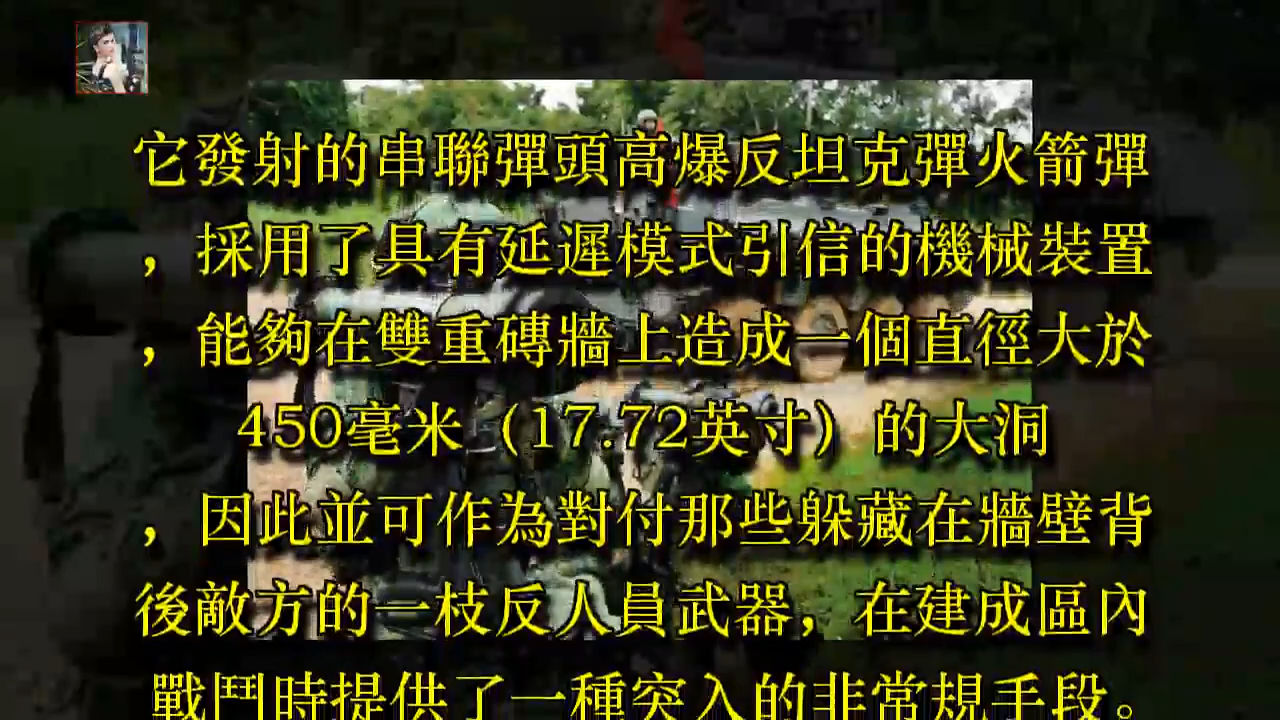 它發射的串聯彈頭高爆反坦克彈火箭彈
，採用了具有延遲模式引信的機械裝置
，能夠在雙重磚牆上造成一個直徑大於
450毫米（17.72英寸）的大洞
，因此並可作為對付那些躲藏在牆壁背
後敵方的一枝反人員武器，在建成區內
戰鬥時提供了一種突入的非常規手段。